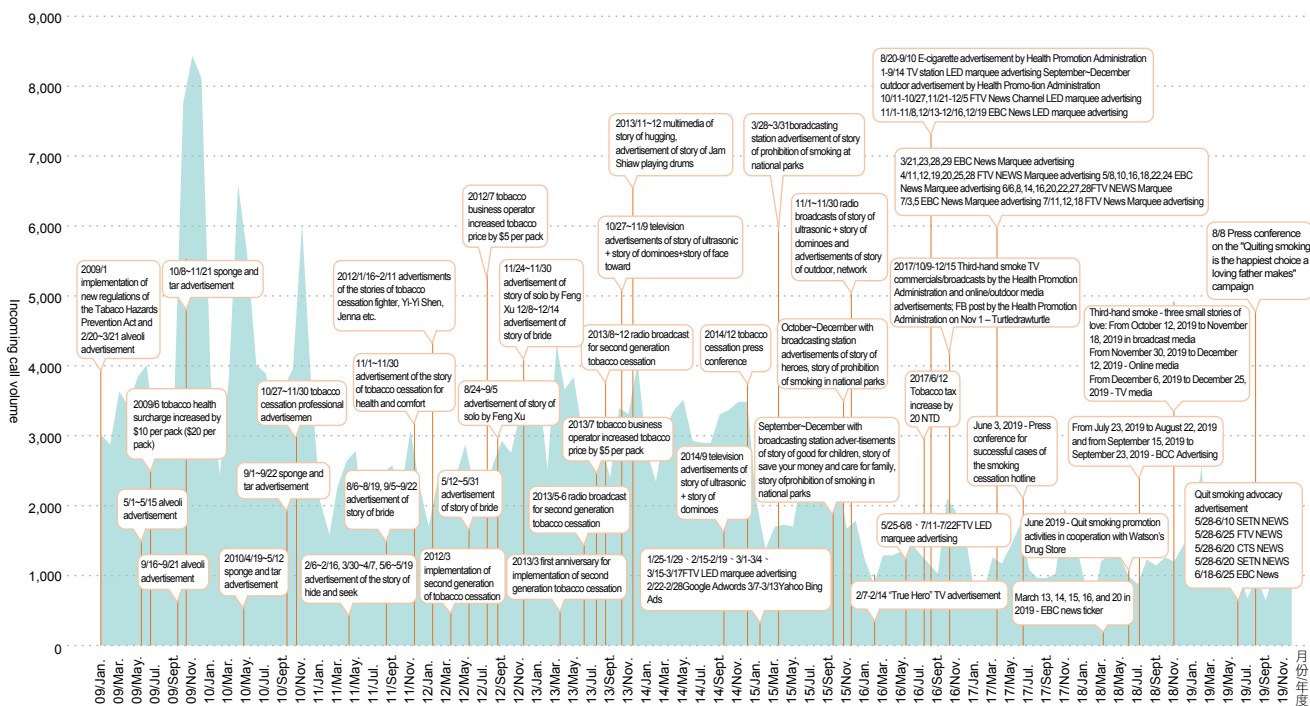 9,000
8,000
7,000
6,000
5,000
4,000
3,000
2,000
1,000
0
Incoming call volume
2009/1
implementation of
new regulations of
the Tabaco Hazards
Prevention Act and
2/20~3/21 alveoli
advertisement
2009/6 tobacco health
surcharge increased by
$10 per pack ($20 per
pack)
5/1~5/15 alveoli
advertisement
9/16~9/21 alveoli
advertisement
10/8~11/21 sponge and
tar advertisement
2010/4/19~5/12
sponge and tar
advertisement
9/1~9/22 sponge and
tar advertisement
10/27~11/30 tobacco
cessation professional
advertisemen
2/6~2/16, 3/30~4/7, 5/6~5/19
advertisement of the story of
hide and seek
8/6~8/19, 9/5~9/22
advertisement of
story of bride
11/1~11/30
advertisement of the story
of tobacco cessation for
health and comfort
2012/1/16~2/11 advertisments
of the stories of tobacco
cessation fighter, Yi-Yi Shen,
Jenna etc.
2012/3
implementation of
second generation
of tobacco cessation
5/12~5/31
advertisement
of story of bride
2012/7 tobacco
business operator
increased tobacco
price by $5 per pack
8/24~9/5
advertisement of story of
solo by Feng Xu
11/24~11/30
advertisement of
story of solo by Feng
Xu 12/8~12/14
advertisement of
story of bride
2013/3 first anniversary for
implementation of second
generation tobacco cessation
2013/5-6 radio broadcast
for second generation
tobacco cessation
2013/7 tobacco business
operator increased tobacco
price by $5 per pack
2013/8~12 radio broadcast
for second generation
tobacco cessation
10/27~11/9 television
advertisements of story of ultrasonic
+ story of dominoes+story of face
toward
2013/11~12 multimedia of
story of hugging,
advertisement of story of Jam
Shiaw playing drums
2014/9 television
advertisements of
story of ultrasonic
+ story of
dominoes
2014/12 tobacco
cessation press
conference
1/25-1/29、2/15-2/19、3/1-3/4、
3/15-3/17FTV LED marquee advertising
2/22-2/28Google Adwords 3/7-3/13Yahoo Bing
Ads
3/28~3/31boradcasting
station advertisement of story
of prohbition of smoking at
national parks
September~December with
broadcasting station adver-tisements
of story of good for children, story of
save your money and care for family,
story ofprohibition of smoking in
national parks
October~December with
broadcasting station
advertisements of story of
heroes, story of prohibition
of smoking in national parks
11/1~11/30 radio
broadcasts of story of
ultrasonic + story of
dominoes and
advertisements of story
of outdoor, network
2/7-2/14 “True Hero” TV advertisement
5/25-6/8、7/11-7/22FTV LED
marquee advertising
8/20-9/10 E-cigarette advertisement by Health Promotion Administration
1-9/14 TV station LED marquee advertising September~December
outdoor advertisement by Health Promo-tion Administration
10/11-10/27,11/21-12/5 FTV News Channel LED marquee advertising
11/1-11/8,12/13-12/16,12/19 EBC News LED marquee advertising
3/21,23,28,29 EBC News Marquee advertising
4/11,12,19,20,25,28 FTV NEWS Marquee advertising 5/8,10,16,18,22,24 EBC
News Marquee advertising 6/6,8,14,16,20,22,27,28FTV NEWS Marquee
7/3,5 EBC News Marquee advertising 7/11,12,18 FTV News Marquee advertising
2017/10/9-12/15 Third-hand smoke TV
commercials/broadcasts by the Health Promotion
Administration and online/outdoor media
advertisements; FB post by the Health Promotion
Administration on Nov 1 – Turtledrawturtle
2017/6/12
Tobacco tax
increase by
20 NTD
June 3, 2019 - Press
conference for
successful cases of
the smoking
cessation hotline
March 13, 14, 15, 16, and 20 in
2019 - EBC news ticker
June 2019 - Quit smoking promotion
activities in cooperation with Watson's
Drug Store
From July 23, 2019 to August 22, 2019
and from September 15, 2019 to
September 23, 2019 - BCC Advertising
Third-hand smoke - three small stories of
love: From October 12, 2019 to November
18, 2019 in broadcast media
From November 30, 2019 to December
12, 2019 - Online media
From December 6, 2019 to December 25,
2019 - TV media
8/8 Press conference
on the "Quiting smoking
is the happiest choice a
loving father makes"
campaign
Quit smoking advocacy
advertisement
5/28-6/10 SETN NEWS
5/28-6/25 FTV NEWS
5/28-6/20 CTS NEWS
5/28-6/20 SETN NEWS
6/18-6/25 EBC News
09/Jan.
09/Mar.
09/May.
09/Jul.
09/Sept.
09/Nov.
10/Jan.
10/Mar.
10/May.
10/Jul.
10/Sept.
10/Nov.
11/Jan.
11/Mar.
11/May.
11/Jul.
11/Sept.
11/Nov.
12/Jan.
12/Mar.
12/May.
12/Jul.
12/Sept.
12/Nov.
13/Jan.
13/Mar.
13/May.
13/Jul.
13/Sept.
13/Nov.
14/Jan.
14/Mar.
14/May.
14/Jul.
14/Sept.
14/Nov.
15/Jan.
15/Mar.
15/May.
15/Jul.
15/Sept.
15/Nov.
16/Jan.
16/Mar.
16/May.
16/Jul.
16/Sept.
16/Nov.
17/Jan.
17/Mar.
17/May.
17/Jul.
17/Sept.
17/Nov.
18/Jan.
18/Mar.
18/May.
18/Jul.
18/Sept.
18/Nov.
19/Jan.
19/Mar.
19/May.
19/Jul.
19/Sept.
19/Nov.
月份/年度